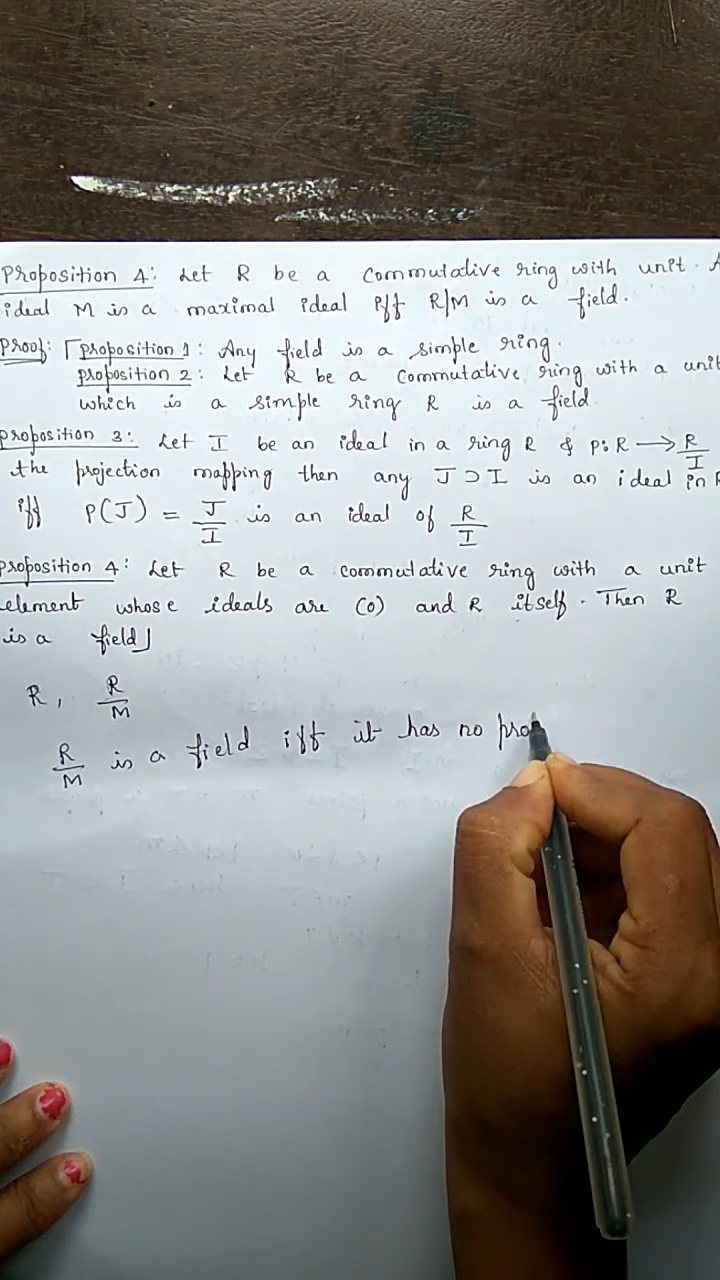 Proposition 4: Let R be a commutative ring with unit. A
ideal M is a maximal ideal iff R/M is a field.
Proof: ⌈Proposition 1: Any field is a simple ring.
Proposition 2: Let R be a commutative ring with a unit
which is a simple ring R is a field
Proposition 3: Let I be an ideal in a ring R & P: R → R/I
the projection mapping then any J ⊃ I is an ideal in R
iff P(J) = J/I is an ideal of R/I
Proposition 4: Let R be a commutative ring with a unit
element whose ideals are (0) and R itself. Then R
is a field⌋
R, R/M
R/M is a field iff it has no pro